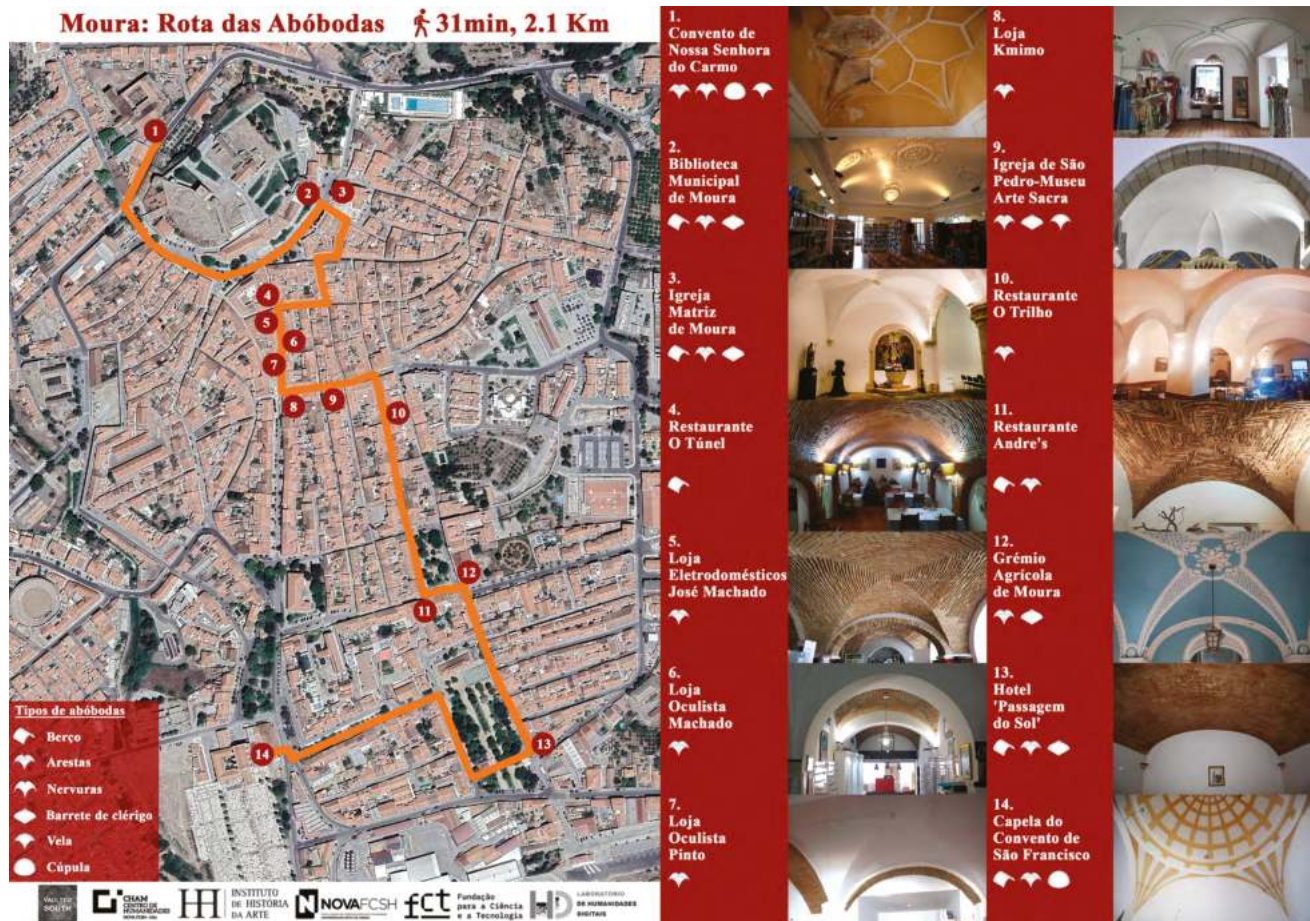 Moura: Rota das Abóbodas 31min, 2.1 Km
1
2
3
4
5
6
7
8
9
10
11
12
13
14
Tipos de abóbodas
Berço
Arestas
Nervuras
Barrete de clérigo
Vela
Cúpula
1.
Convento de
Nossa Senhora
do Carmo
2.
Biblioteca
Municipal
de Moura
3.
Igreja
Matriz
de Moura
4.
Restaurante
O Túnel
5.
Loja
Eletrodomésticos
José Machado
6.
Loja
Oculista
Machado
7.
Loja
Oculista
Pinto
8.
Loja
Kmimo
9.
Igreja de São
Pedro-Museu
Arte Sacra
10.
Restaurante
O Trilho
11.
Restaurante
Andre's
12.
Grémio
Agrícola
de Moura
13.
Hotel
'Passagem
do Sol'
14.
Capela do
Convento de
São Francisco
VAULTED
SOUTH
CHAM
CENTRO DE
HUMANIDADES
INSTITUTO
DE HISTÓRIA
DA ARTE
NOVAFCSH
fct
Fundação
para a Ciência
e a Tecnologia
LABORATÓRIO
DE HUMANIDADES
DIGITAIS